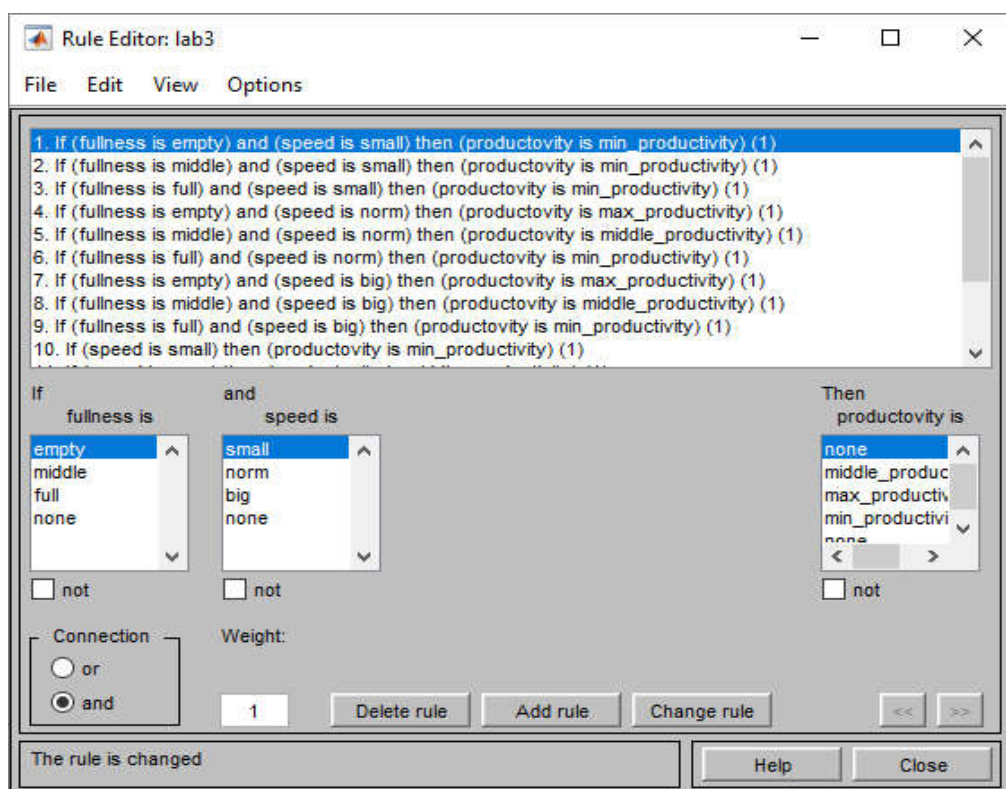 Rule Editor: lab3
File Edit View Options
1. If (fullness is empty) and (speed is small) then (productovity is min_productivity) (1)
2. If (fullness is middle) and (speed is small) then (productovity is min_productivity) (1)
3. If (fullness is full) and (speed is small) then (productovity is min_productivity) (1)
4. If (fullness is empty) and (speed is norm) then (productovity is max_productivity) (1)
5. If (fullness is middle) and (speed is norm) then (productovity is middle_productivity) (1)
6. If (fullness is full) and (speed is norm) then (productovity is min_productivity) (1)
7. If (fullness is empty) and (speed is big) then (productovity is max_productivity) (1)
8. If (fullness is middle) and (speed is big) then (productovity is middle_productivity) (1)
9. If (fullness is full) and (speed is big) then (productovity is min_productivity) (1)
10. If (speed is small) then (productovity is min_productivity) (1)
If and Then
fullness is speed is productovity is
empty small none
middle norm middle_produc
full big max_productiv
none none min_productivi
none
not not not
Connection Weight:
or
and 1 Delete rule Add rule Change rule << >>
The rule is changed Help Close